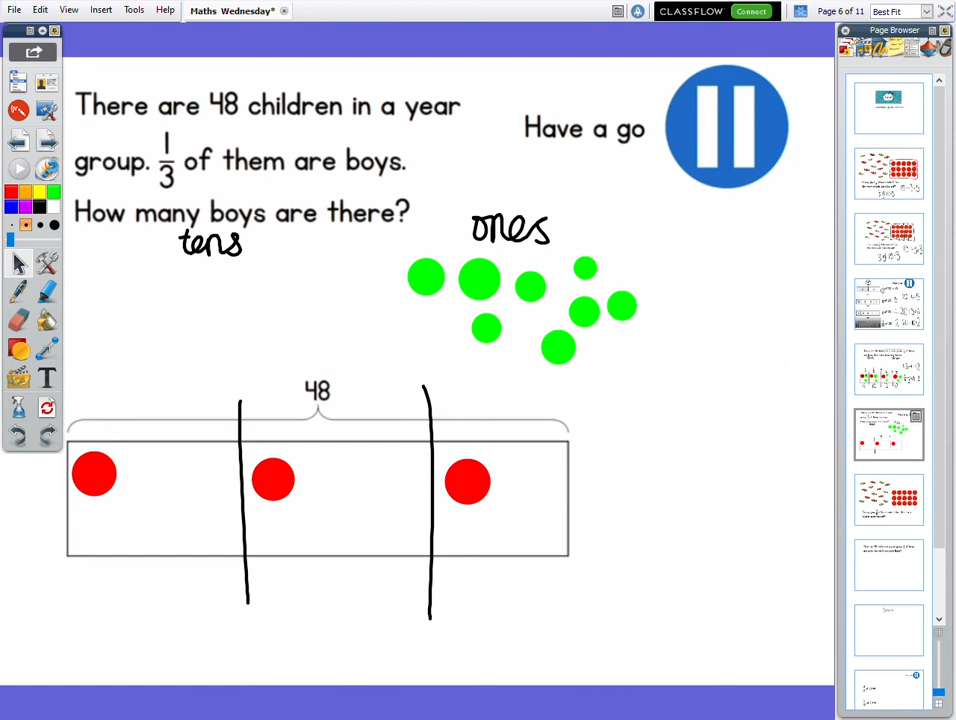 File Edit View Insert Tools Help Maths Wednesday* CLASSFLOW Connect Page 6 of 11 Best Fit
Page Browser
There are 48 children in a year
group. 1/3 of them are boys.
How many boys are there?
Have a go
tens
ones
48